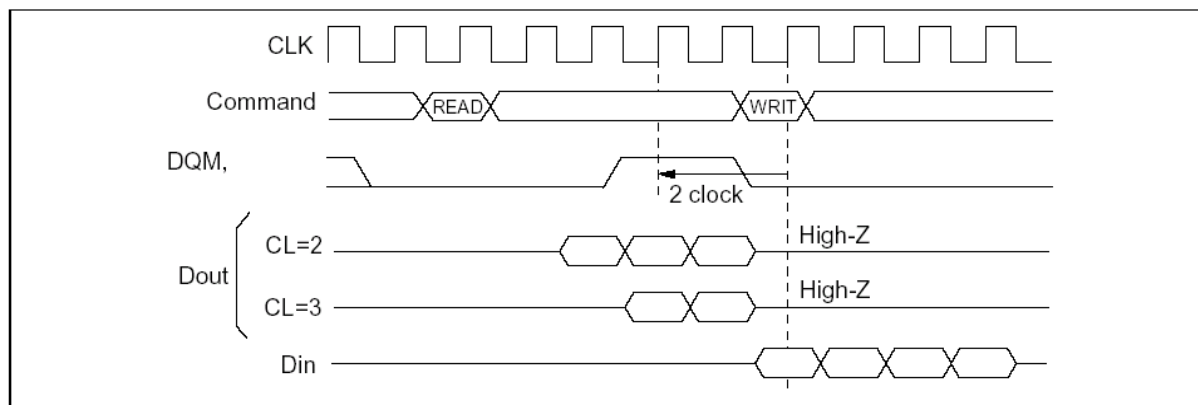 CLK
Command
READ
WRIT
DQM,
2 clock
CL=2
High-Z
Dout
CL=3
High-Z
Din